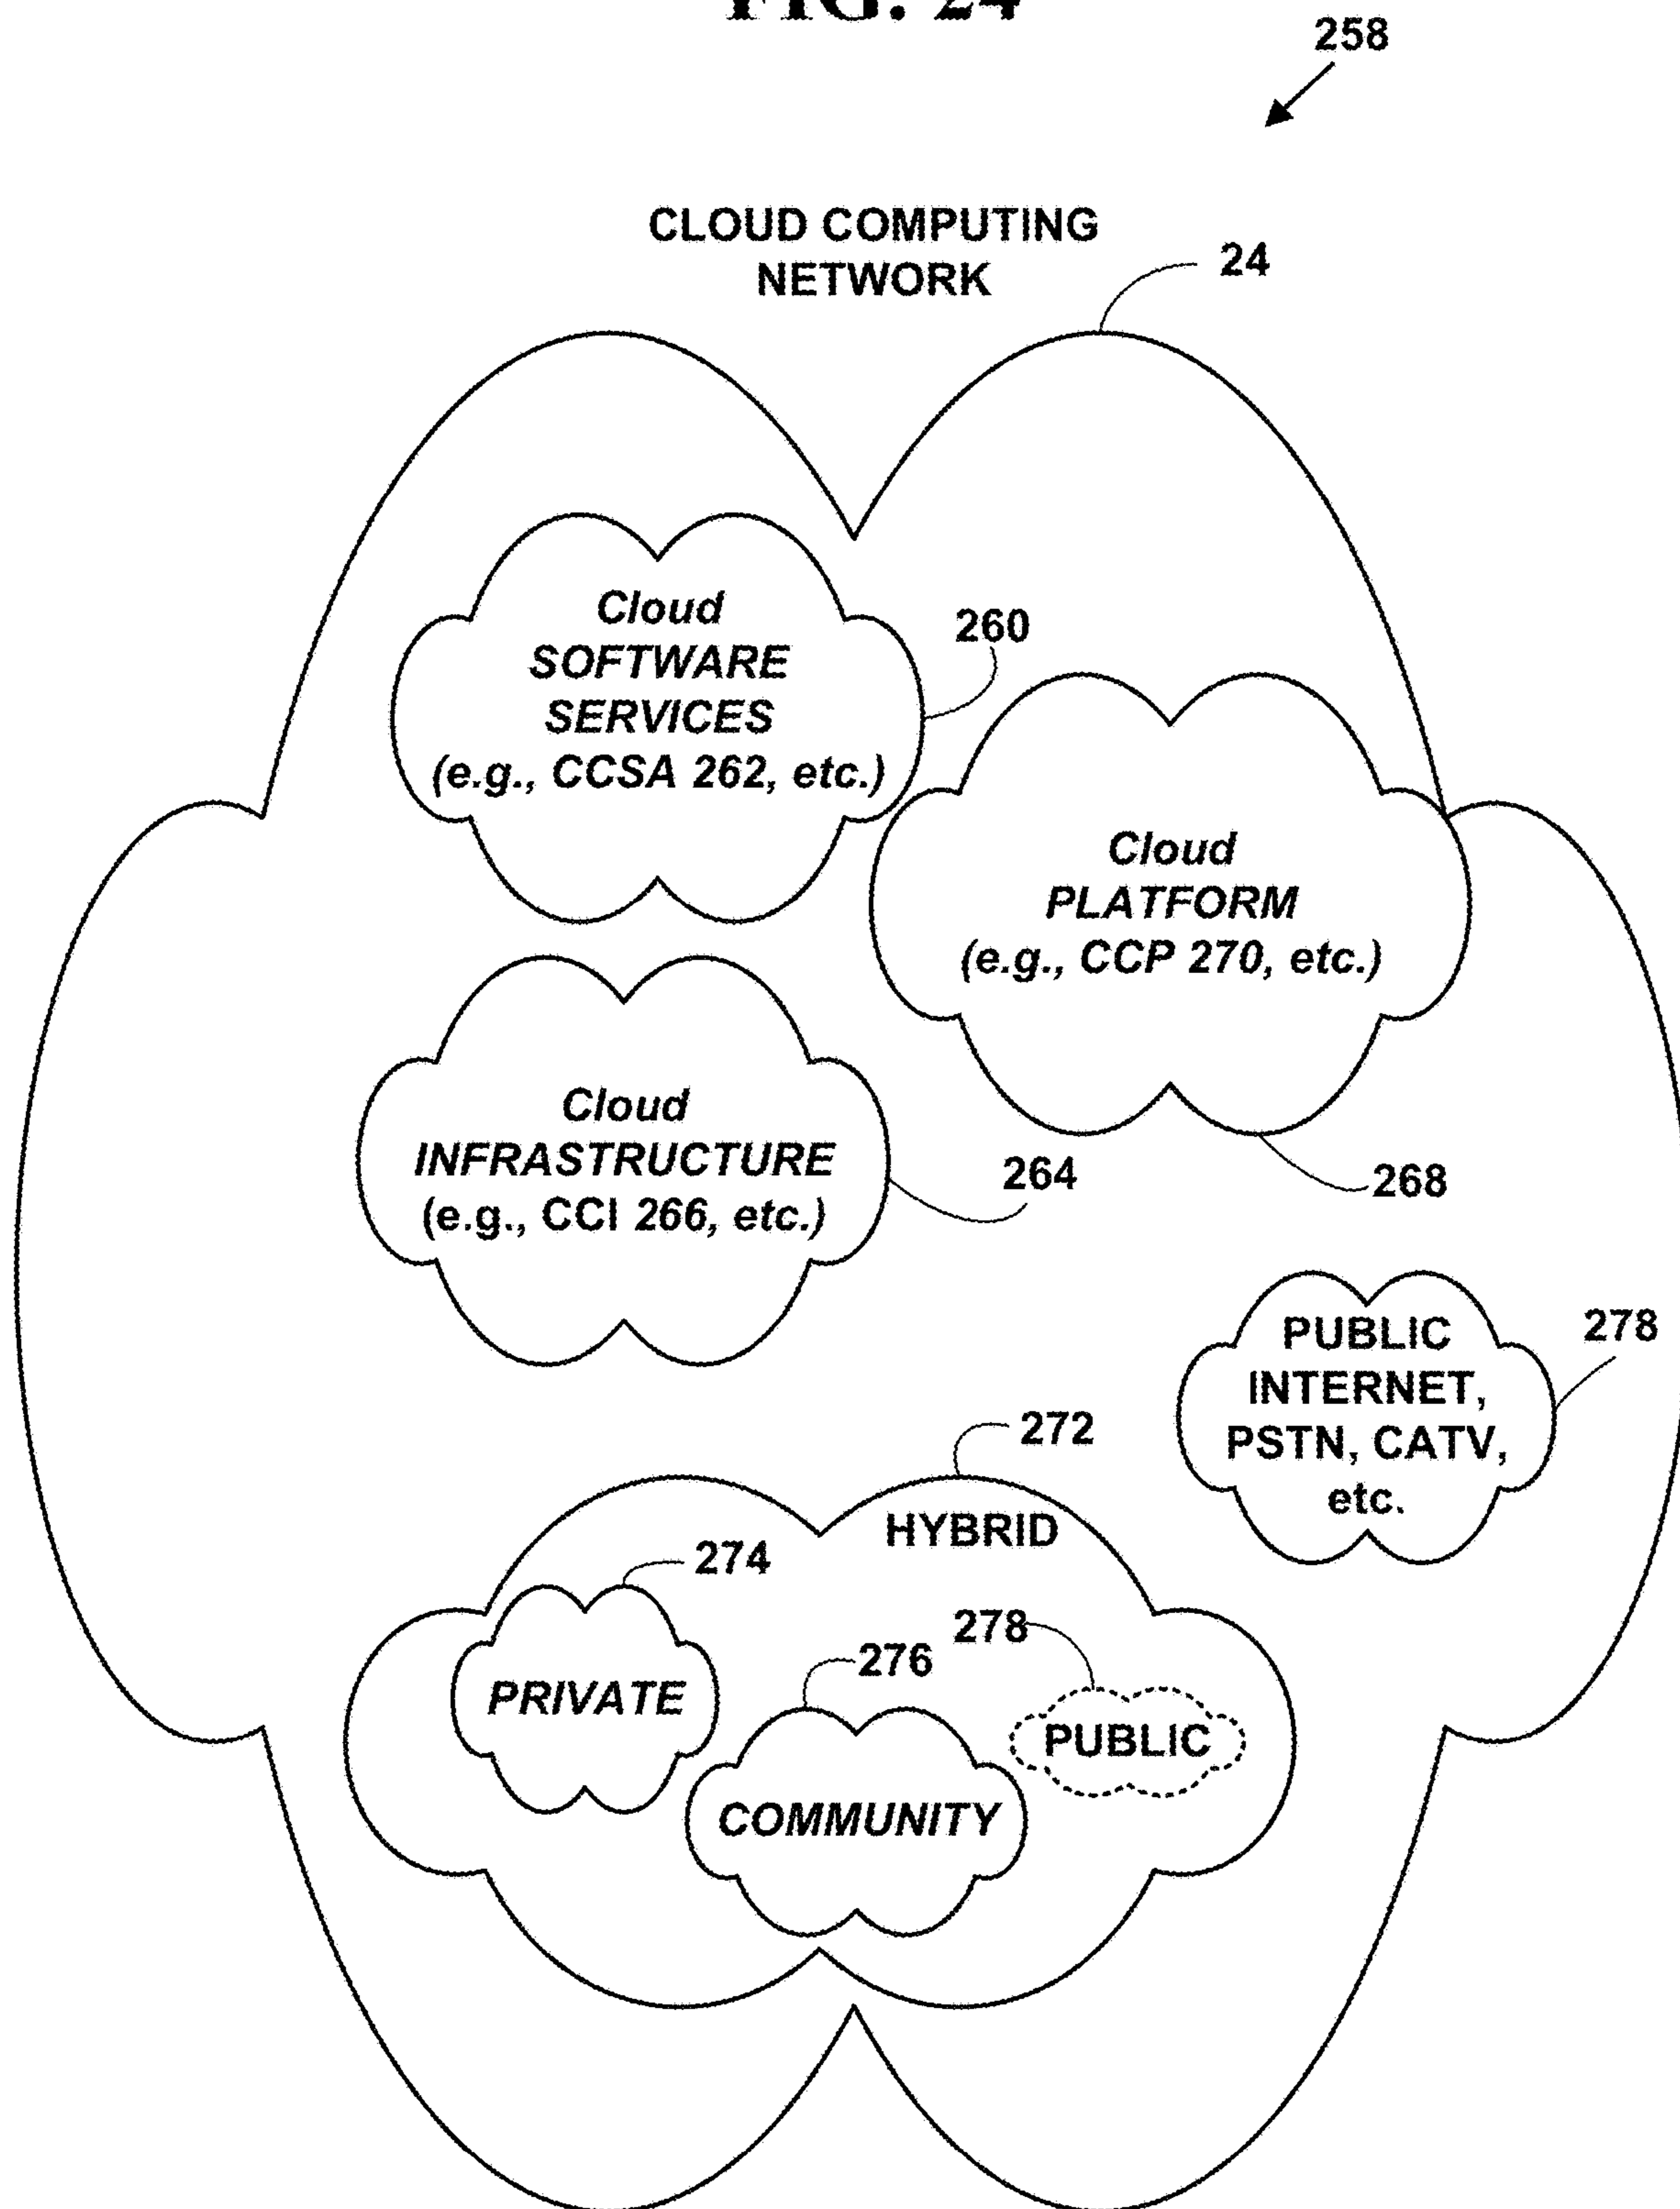 FIG. 24
258
CLOUD COMPUTING
NETWORK
24
Cloud
SOFTWARE
SERVICES
(e.g., CCSA 262, etc.)
260
Cloud
PLATFORM
(e.g., CCP 270, etc.)
Cloud
INFRASTRUCTURE
(e.g., CCI 266, etc.)
264
268
PUBLIC
INTERNET,
PSTN, CATV,
etc.
278
272
HYBRID
274
PRIVATE
276
COMMUNITY
278
PUBLIC